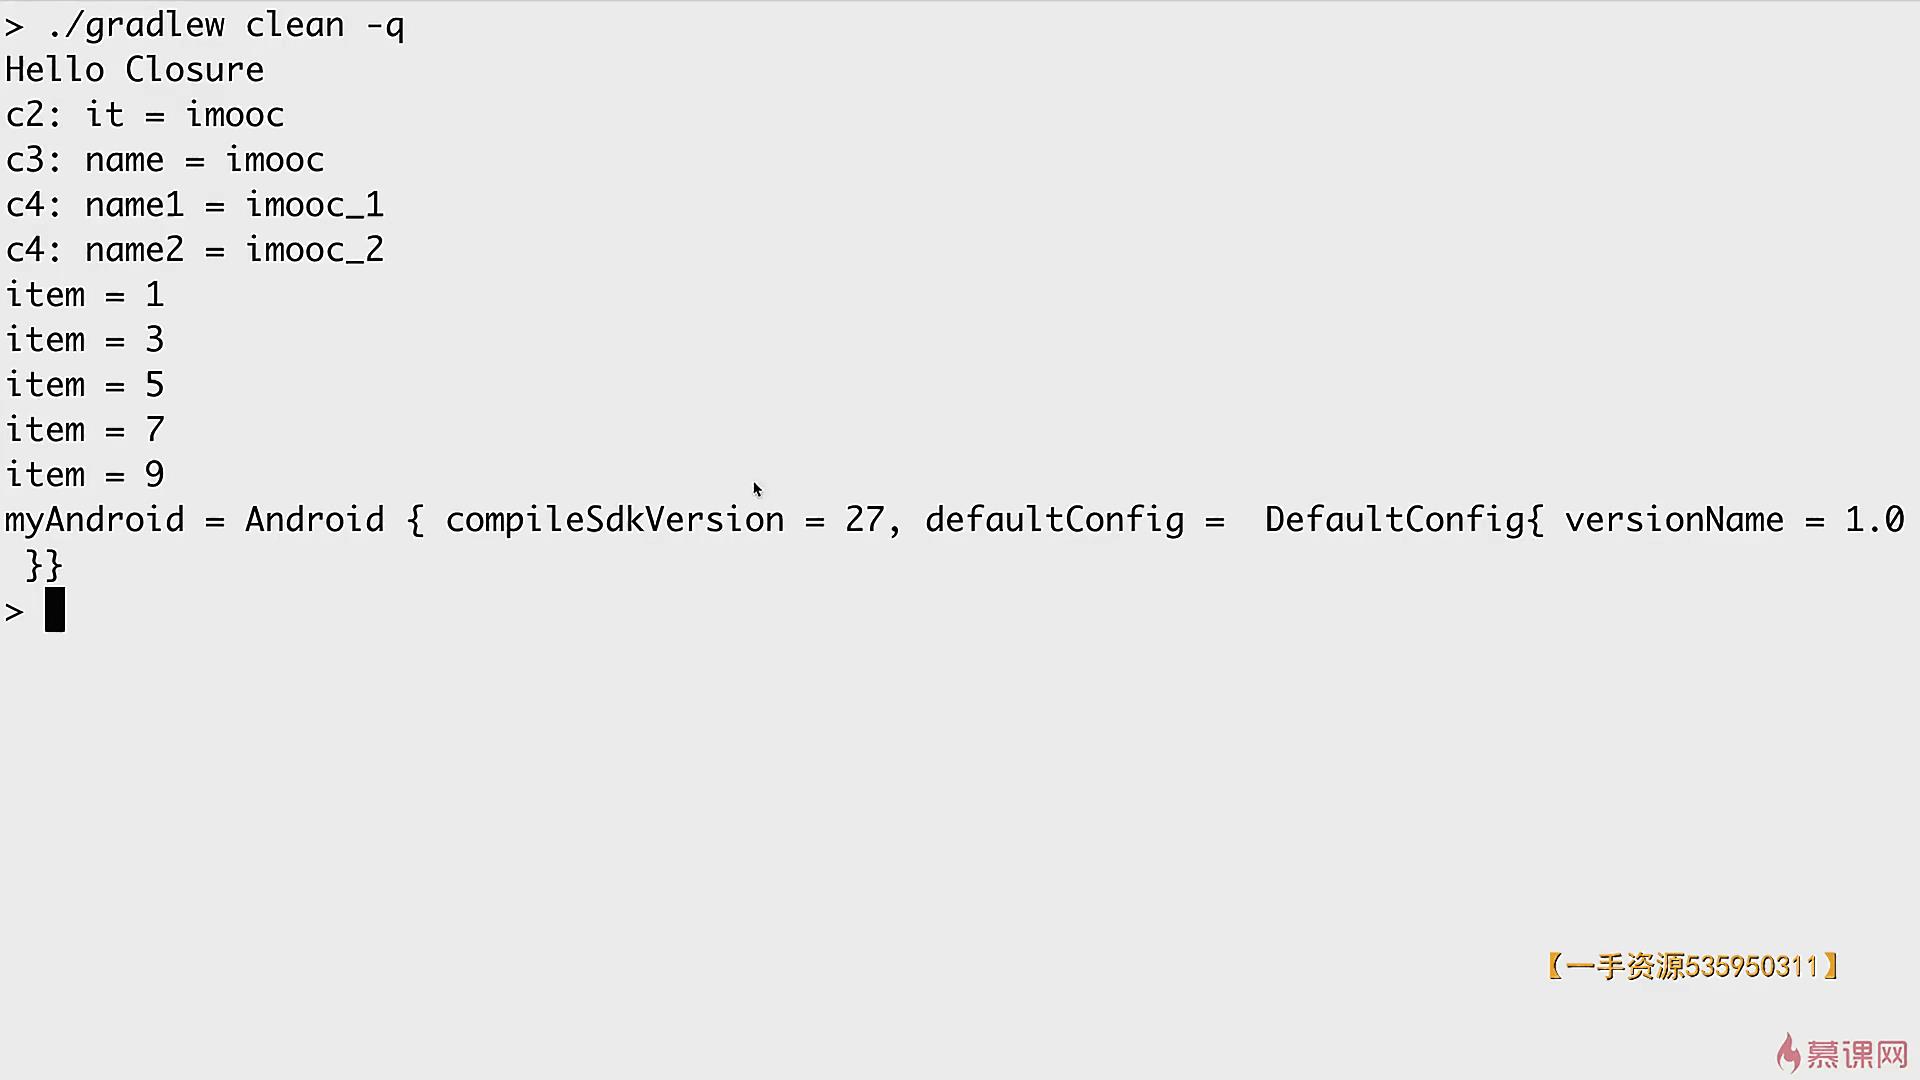 > ./gradlew clean -q
Hello Closure
c2: it = imooc
c3: name = imooc
c4: name1 = imooc_1
c4: name2 = imooc_2
item = 1
item = 3
item = 5
item = 7
item = 9
myAndroid = Android { compileSdkVersion = 27, defaultConfig =  DefaultConfig{ versionName = 1.0
 }}
>
【一手资源535950311】
慕课网